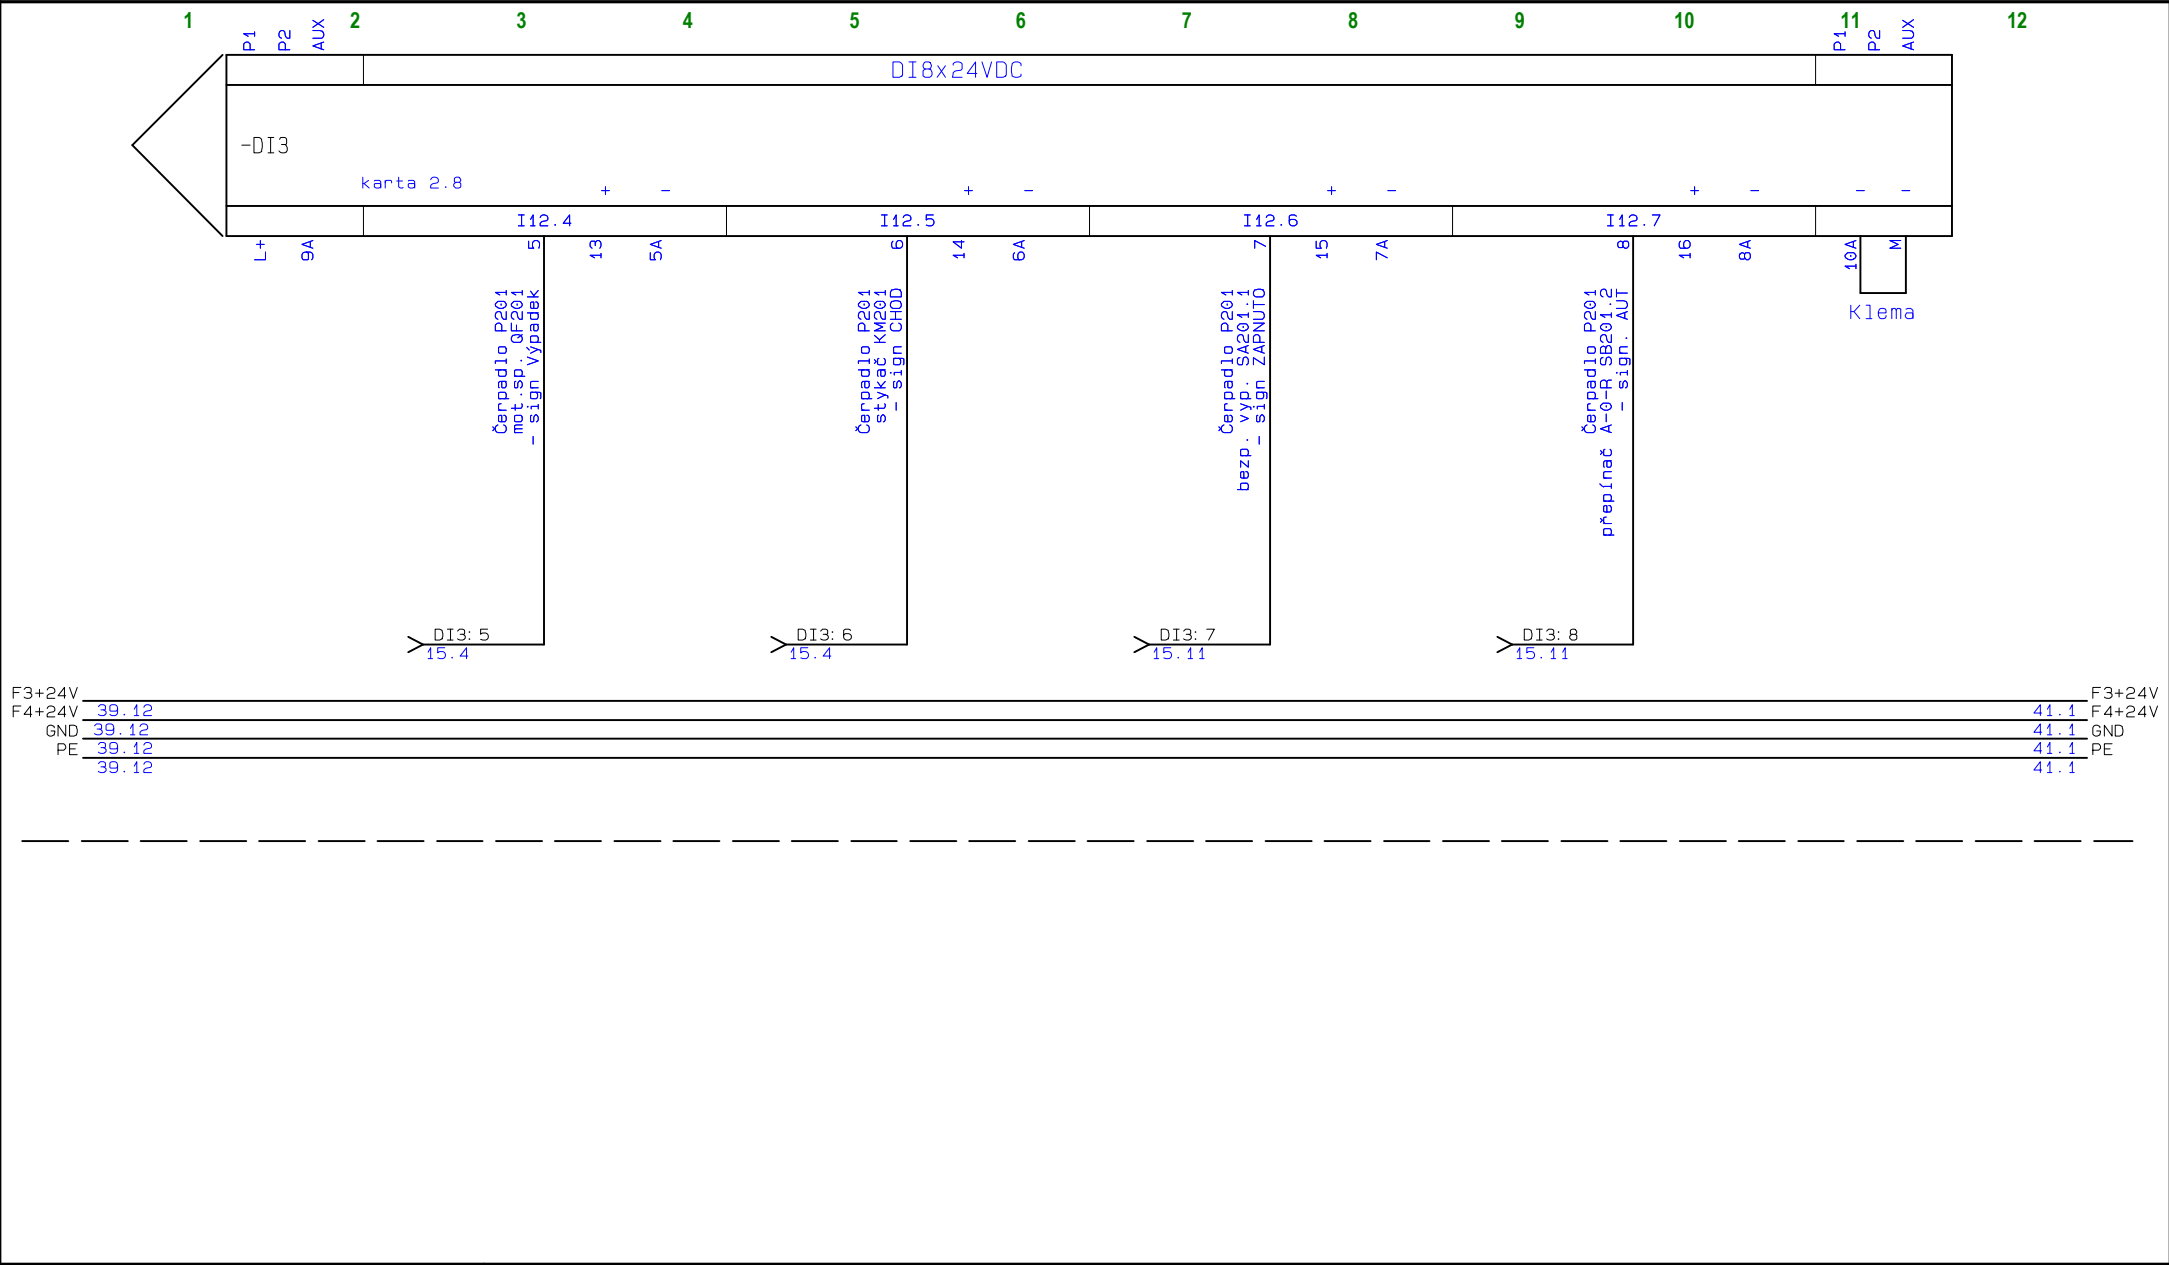 1 2 3 4 5 6 7 8 9 10 11 12
P1 P2 AUX P1 P2 AUX
DI8x24VDC
-DI3
karta 2.8
+ - + - + - + - - -
I12.4 I12.5 I12.6 I12.7
L+ 9A 5 13 5A 6 14 6A 7 15 7A 8 16 8A 10A M
Čerpadlo P201
mot.sp. QF201
- sign Výpadek
Čerpadlo P201
stykač KM201
- sign CHOD
Čerpadlo P201
bezp. vyp. SA201.1
- sign ZAPNUTO
Čerpadlo P201
přepínač A-0-R SB201.2
- sign. AUT
Klema
DI3:5 DI3:6 DI3:7 DI3:8
15.4 15.4 15.11 15.11
F3+24V F3+24V
F4+24V 39.12 41.1 F4+24V
GND 39.12 41.1 GND
PE 39.12 41.1 PE
39.12 41.1